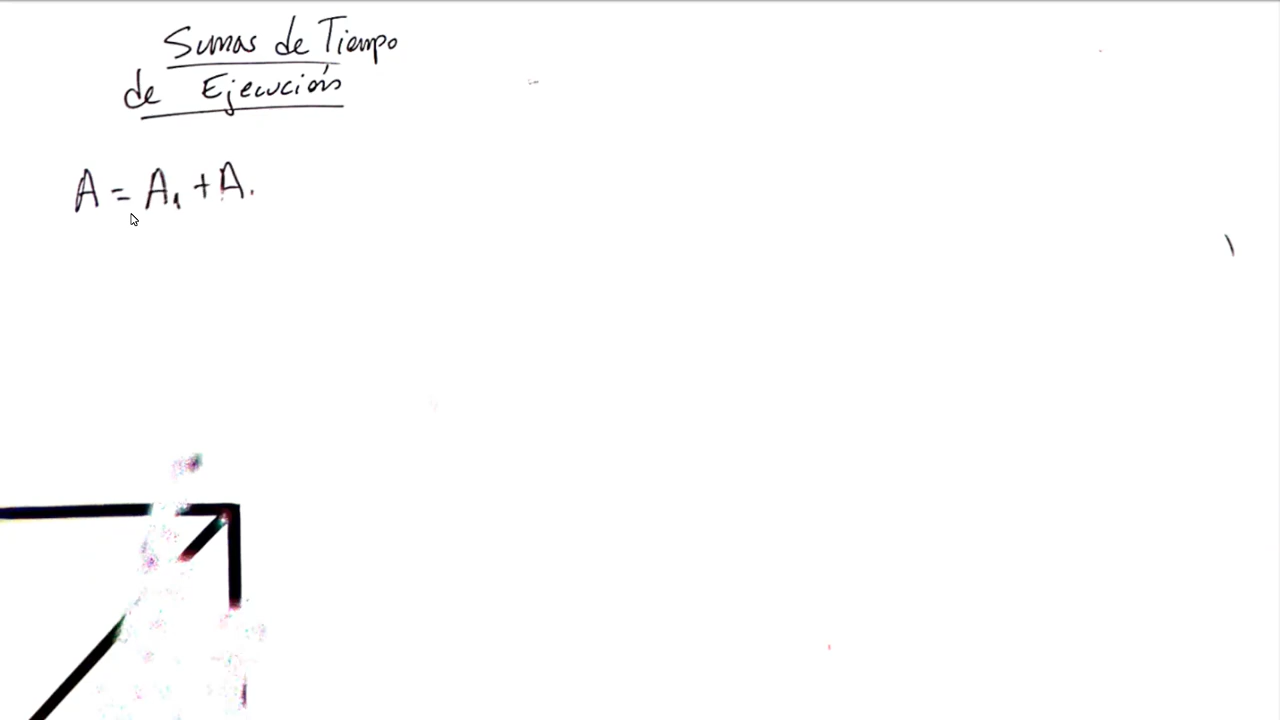 Sumas de Tiempo
de Ejecución
A = A₁ + A.